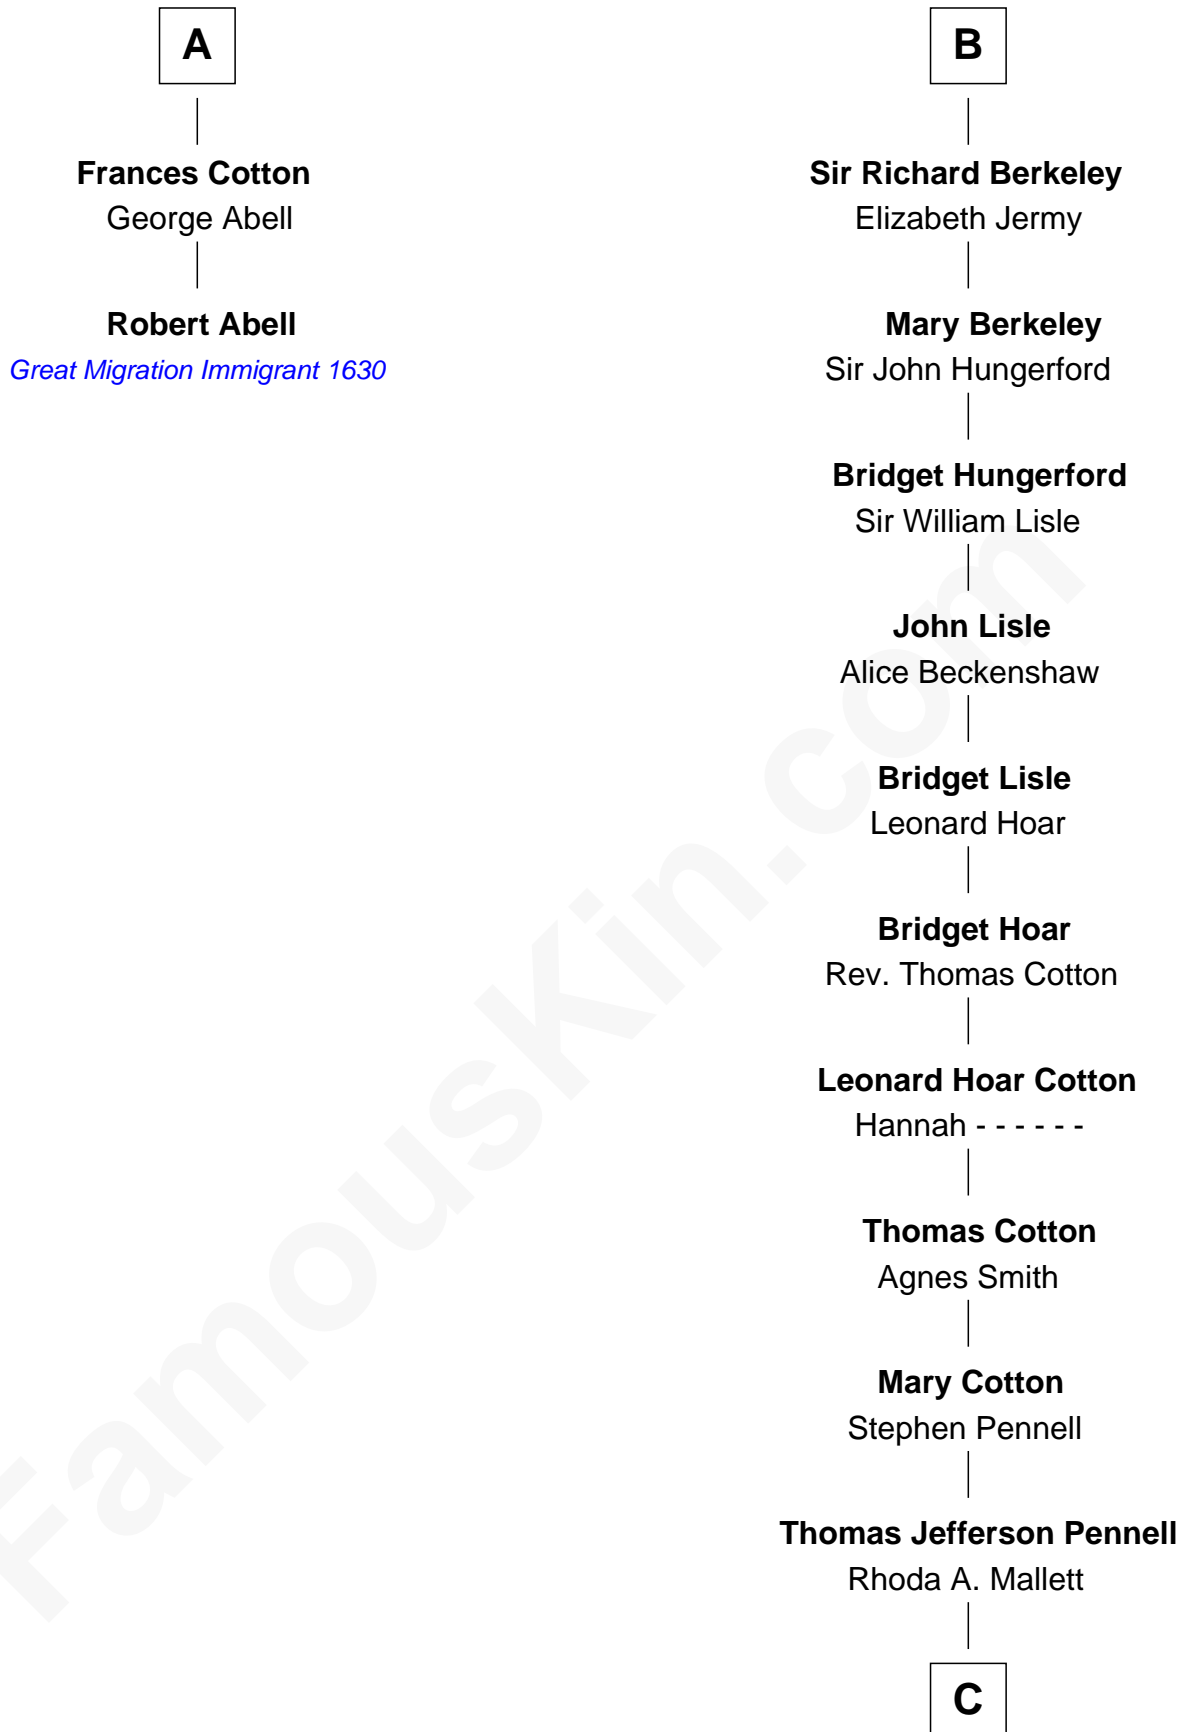 A
Frances Cotton
George Abell
Robert Abell
Great Migration Immigrant 1630
B
Sir Richard Berkeley
Elizabeth Jermy
Mary Berkeley
Sir John Hungerford
Bridget Hungerford
Sir William Lisle
John Lisle
Alice Beckenshaw
Bridget Lisle
Leonard Hoar
Bridget Hoar
Rev. Thomas Cotton
Leonard Hoar Cotton
Hannah - - - - - -
Thomas Cotton
Agnes Smith
Mary Cotton
Stephen Pennell
Thomas Jefferson Pennell
Rhoda A. Mallett
C
FamousKin.com